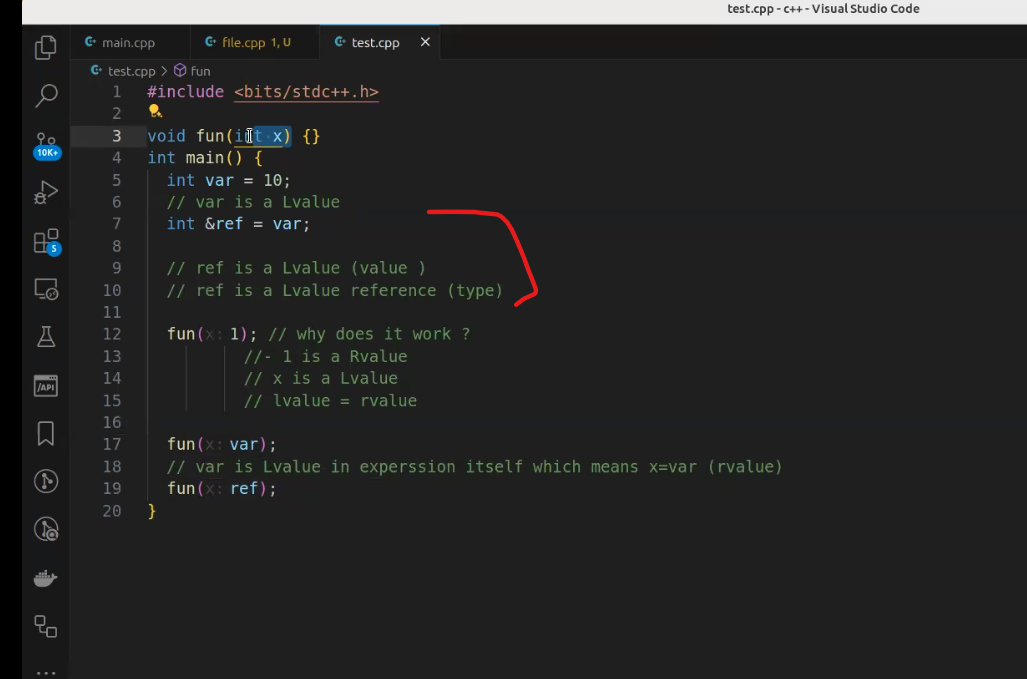 test.cpp - c++ - Visual Studio Code
main.cpp
file.cpp 1, U
test.cpp
test.cpp > fun
1 #include <bits/stdc++.h>
2
3 void fun(int x) {}
4 int main() {
5 int var = 10;
6 // var is a Lvalue
7 int &ref = var;
8
9 // ref is a Lvalue (value )
10 // ref is a Lvalue reference (type)
11
12 fun(x: 1); // why does it work ?
13 //- 1 is a Rvalue
14 // x is a Lvalue
15 // lvalue = rvalue
16
17 fun(x: var);
18 // var is Lvalue in experssion itself which means x=var (rvalue)
19 fun(x: ref);
20 }
10K+
5
/API